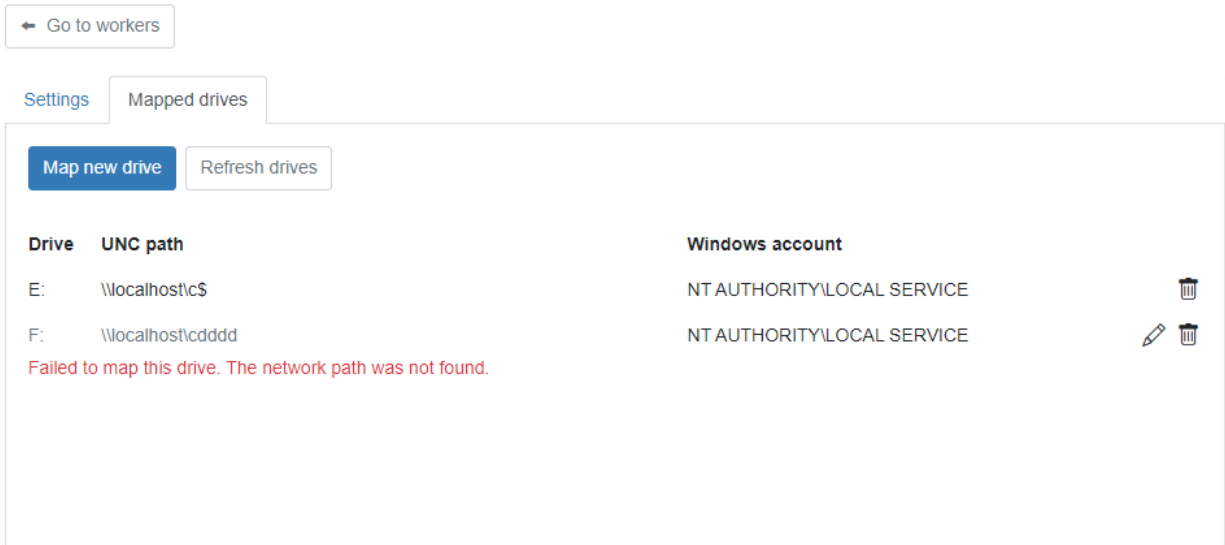 Go to workers
Settings Mapped drives
Map new drive Refresh drives
Drive UNC path Windows account
E: \\localhost\c$ NT AUTHORITY\LOCAL SERVICE
F: \\localhost\cdddd NT AUTHORITY\LOCAL SERVICE
Failed to map this drive. The network path was not found.